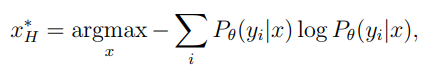 x*_H = argmax_x − ∑_i P_θ(y_i|x) log P_θ(y_i|x),